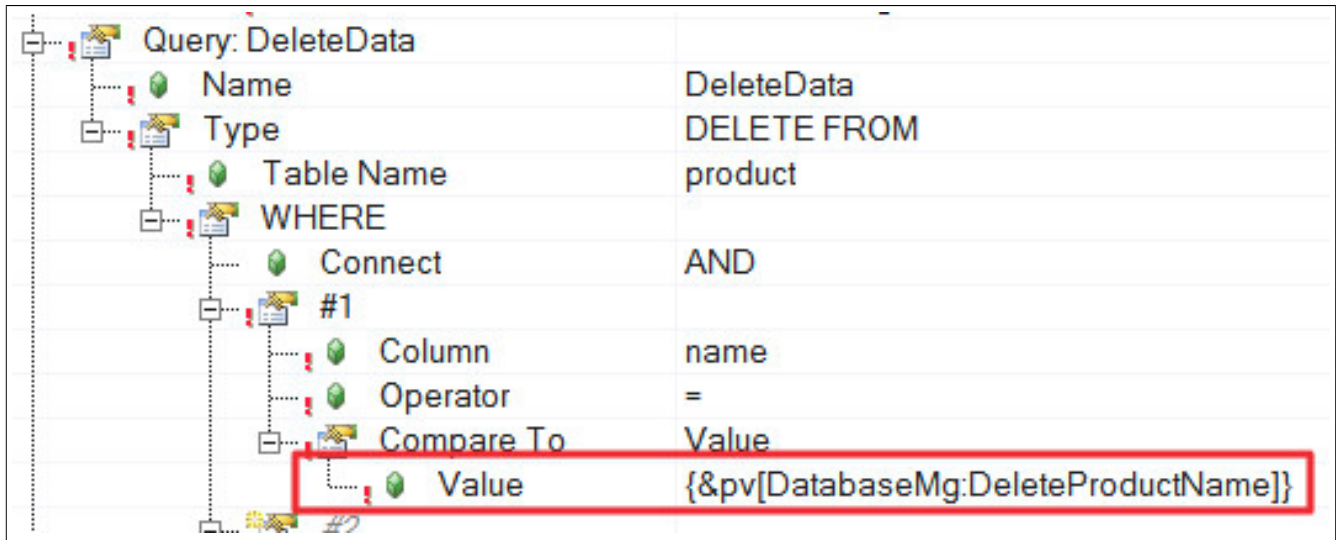 Query: DeleteData
Name DeleteData
Type DELETE FROM
Table Name product
WHERE
Connect AND
#1
Column name
Operator =
Compare To Value
Value {&pv[DatabaseMg:DeleteProductName]}
#2